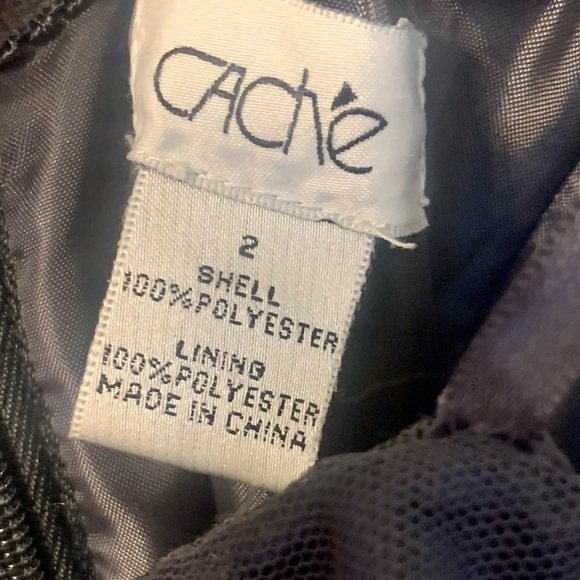 CAChé
2
SHELL
100%POLYESTER
LINING
100%POLYESTER
MADE IN CHINA